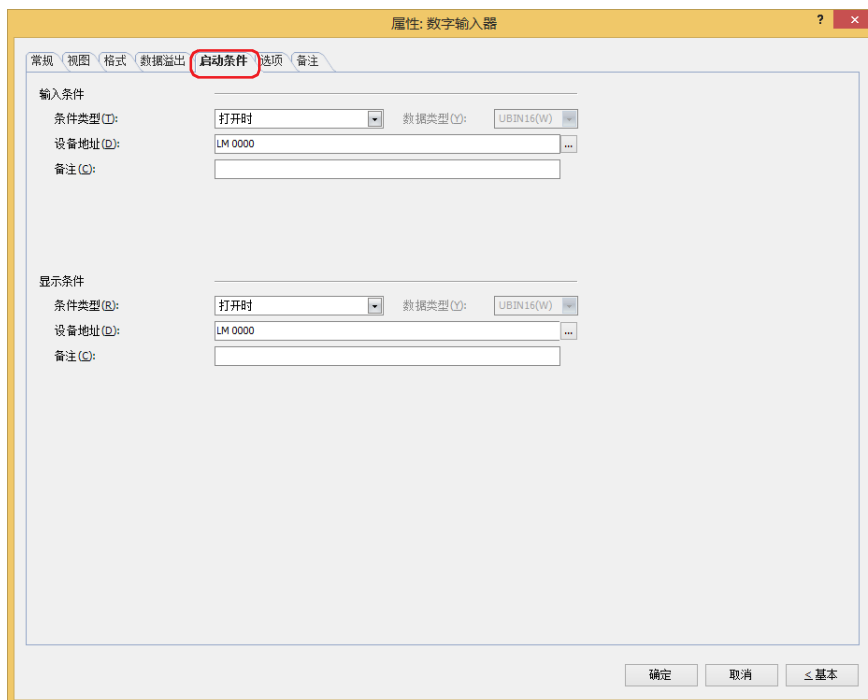 属性: 数字输入器 ? ×
常规 视图 格式 数据溢出 启动条件 选项 备注
输入条件
条件类型(T): 打开时 数据类型(Y): UBIN16(W)
设备地址(D): LM 0000 ...
备注(C):
显示条件
条件类型(R): 打开时 数据类型(Y): UBIN16(W)
设备地址(D): LM 0000 ...
备注(C):
确定 取消 ≤基本